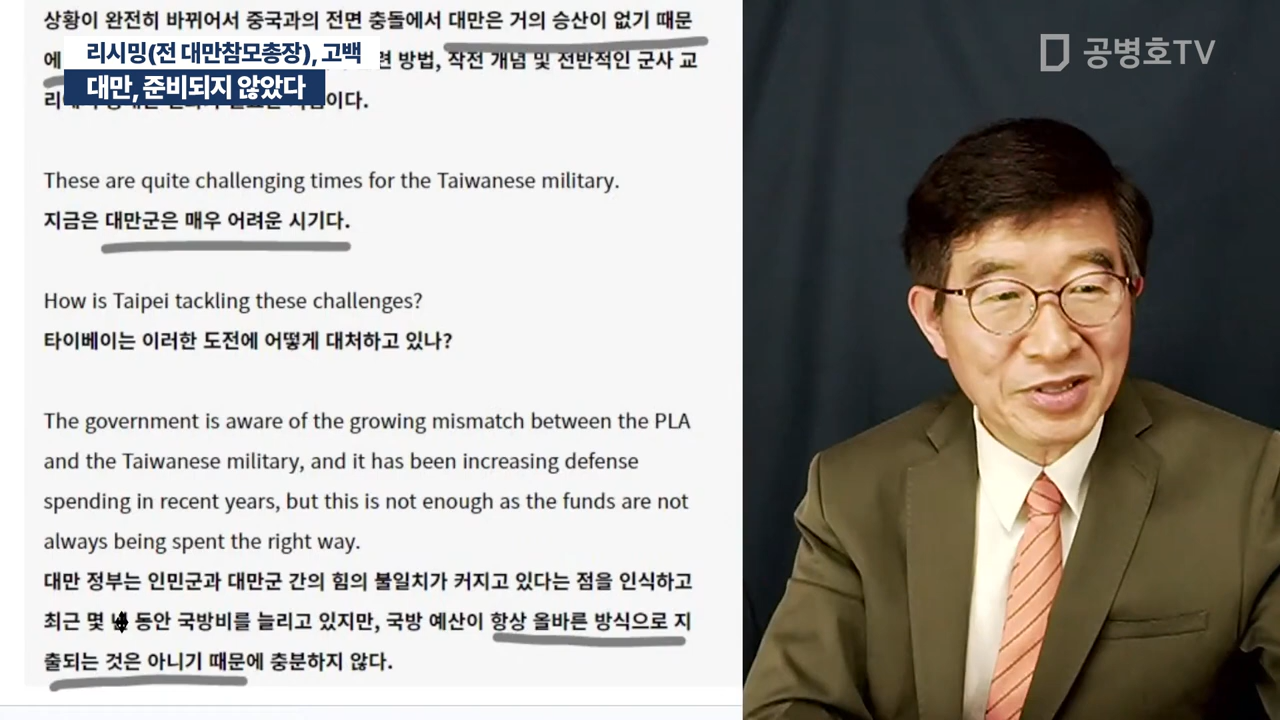 상황이 완전히 바뀌어서 중국과의 전면 충돌에서 대만은 거의 승산이 없기 때문
에
방법, 작전 개념 및 전반적인 군사 교
리시밍(전 대만참모총장), 고백
대만, 준비되지 않았다
공병호TV
These are quite challenging times for the Taiwanese military.
지금은 대만군은 매우 어려운 시기다.
How is Taipei tackling these challenges?
타이베이는 이러한 도전에 어떻게 대처하고 있나?
The government is aware of the growing mismatch between the PLA
and the Taiwanese military, and it has been increasing defense
spending in recent years, but this is not enough as the funds are not
always being spent the right way.
대만 정부는 인민군과 대만군 간의 힘의 불일치가 커지고 있다는 점을 인식하고
최근 몇 동안 국방비를 늘리고 있지만, 국방 예산이 항상 올바른 방식으로 지
출되는 것은 아니기 때문에 충분하지 않다.